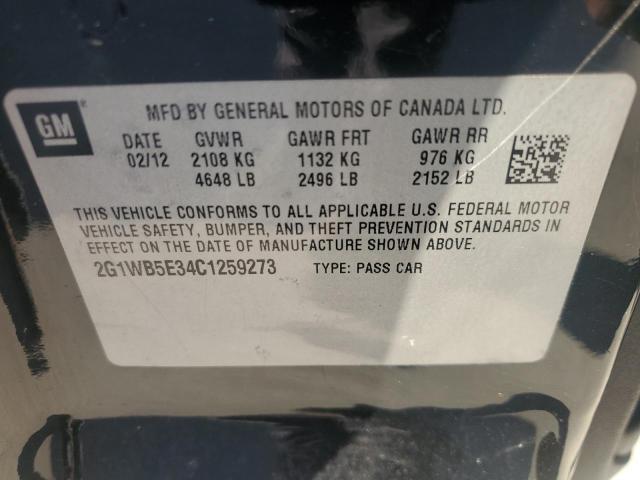 GM ®
MFD BY GENERAL MOTORS OF CANADA LTD.
DATE GVWR GAWR FRT GAWR RR
02/12 2108 KG 1132 KG 976 KG
4648 LB 2496 LB 2152 LB
THIS VEHICLE CONFORMS TO ALL APPLICABLE U.S. FEDERAL MOTOR
VEHICLE SAFETY, BUMPER, AND THEFT PREVENTION STANDARDS IN
EFFECT ON THE DATE OF MANUFACTURE SHOWN ABOVE.
2G1WB5E34C1259273 TYPE: PASS CAR